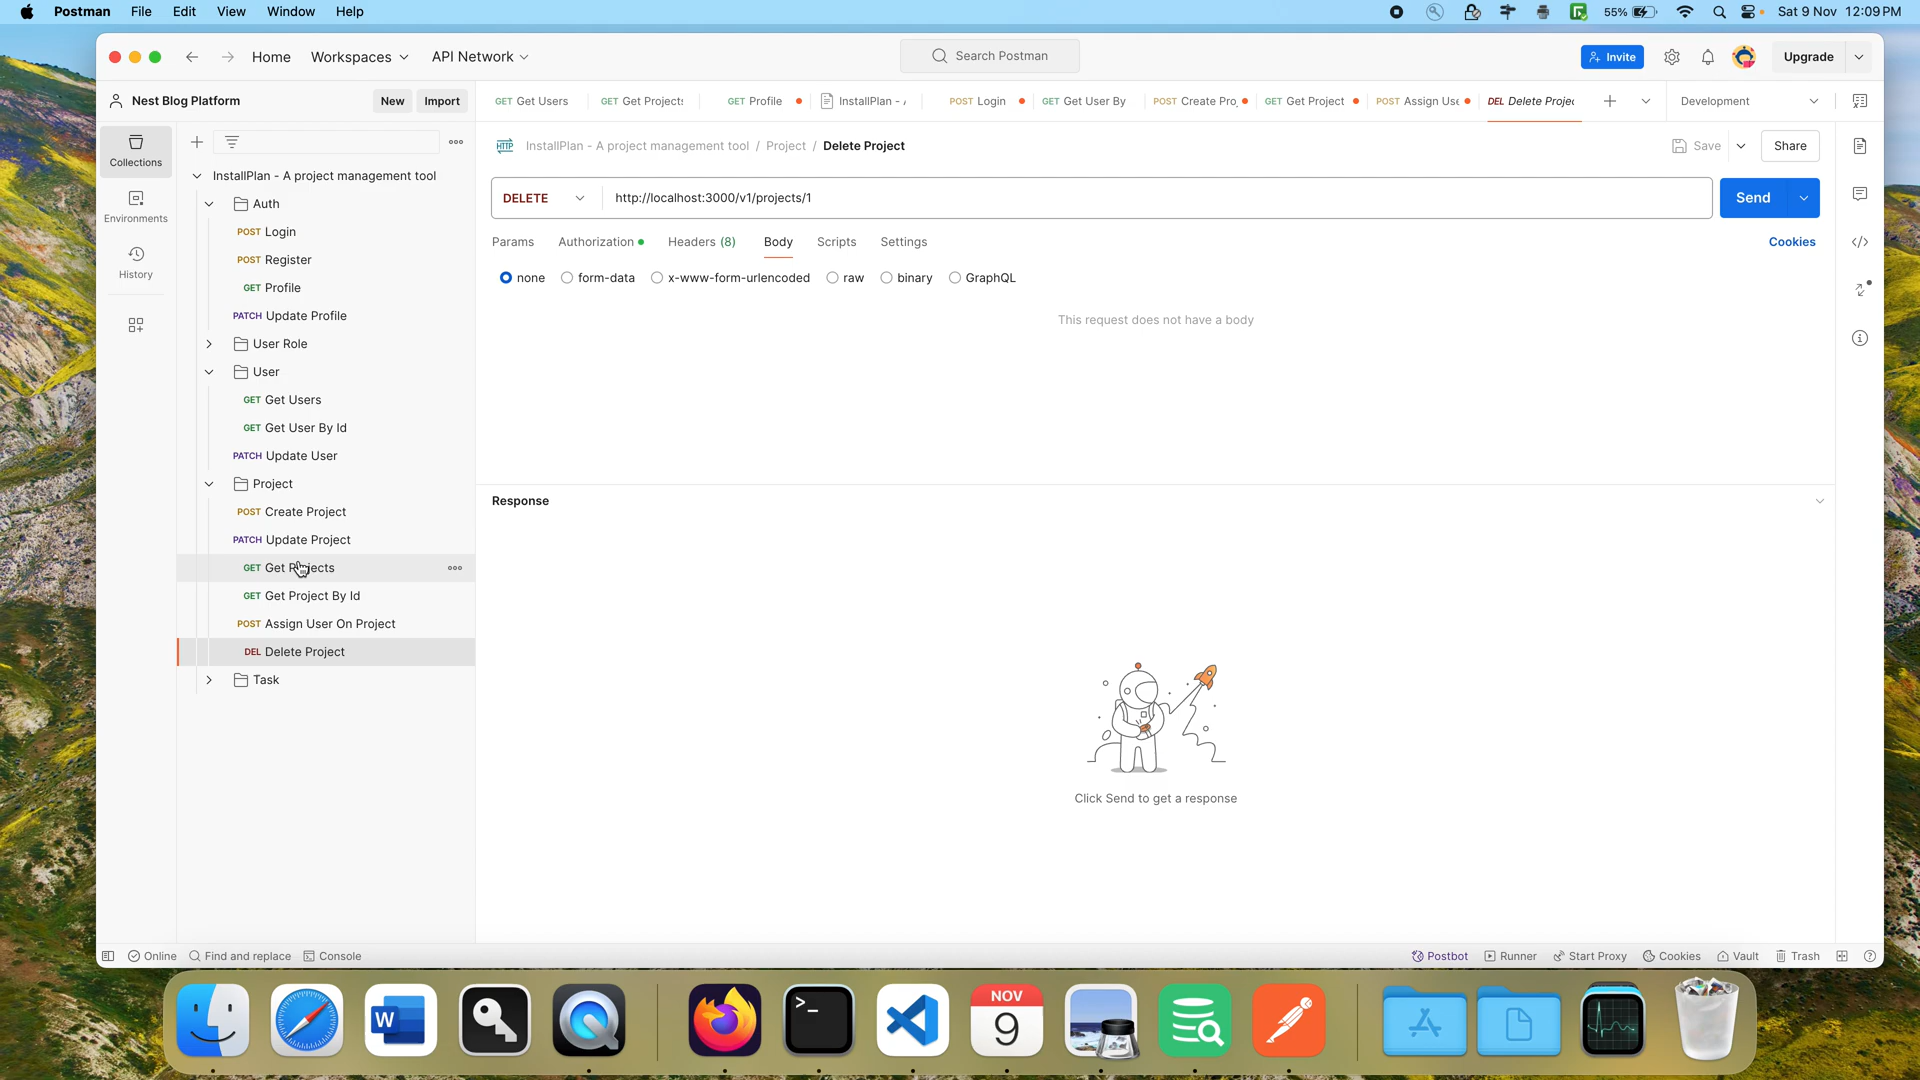 Postman File Edit View Window Help 55% Sat 9 Nov 12:09 PM
Home Workspaces API Network Search Postman Invite Upgrade
Nest Blog Platform New Import GET Get Users GET Get Projects GET Profile InstallPlan - POST Login GET Get User By POST Create Pro GET Get Project POST Assign Use DEL Delete Projec Development
Collections
Environments
History
InstallPlan - A project management tool
Auth
POST Login
POST Register
GET Profile
PATCH Update Profile
User Role
User
GET Get Users
GET Get User By Id
PATCH Update User
Project
POST Create Project
PATCH Update Project
GET Get Projects
GET Get Project By Id
POST Assign User On Project
DEL Delete Project
Task
HTTP InstallPlan - A project management tool / Project / Delete Project Save Share
DELETE http://localhost:3000/v1/projects/1 Send
Params Authorization Headers (8) Body Scripts Settings Cookies
none form-data x-www-form-urlencoded raw binary GraphQL
This request does not have a body
Response
Click Send to get a response
Online Find and replace Console Postbot Runner Start Proxy Cookies Vault Trash
W
NOV
9